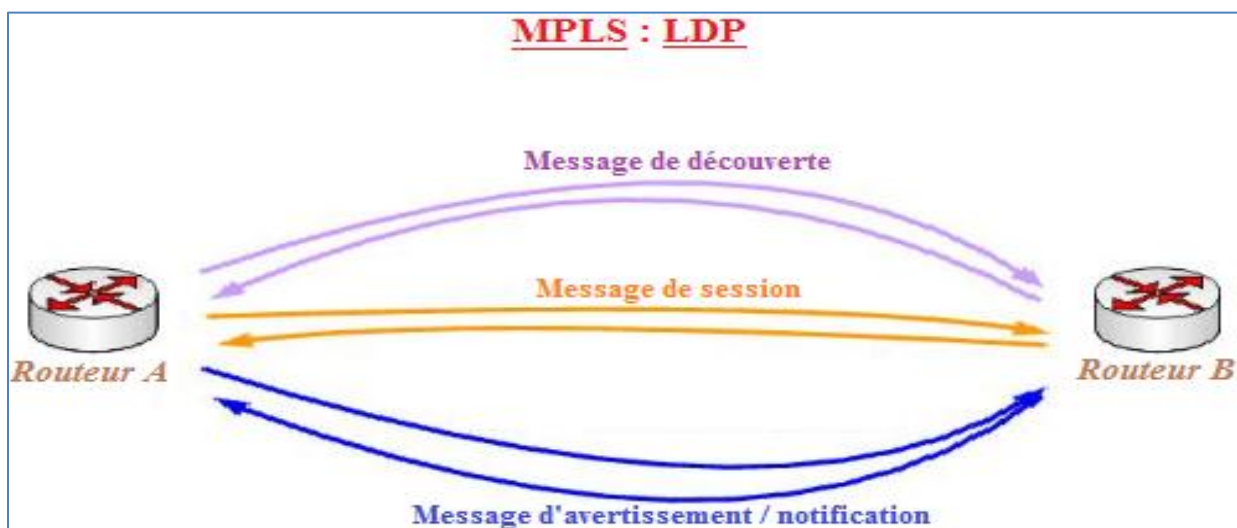 MPLS : LDP
Message de découverte
Message de session
Routeur A
Routeur B
Message d'avertissement / notification